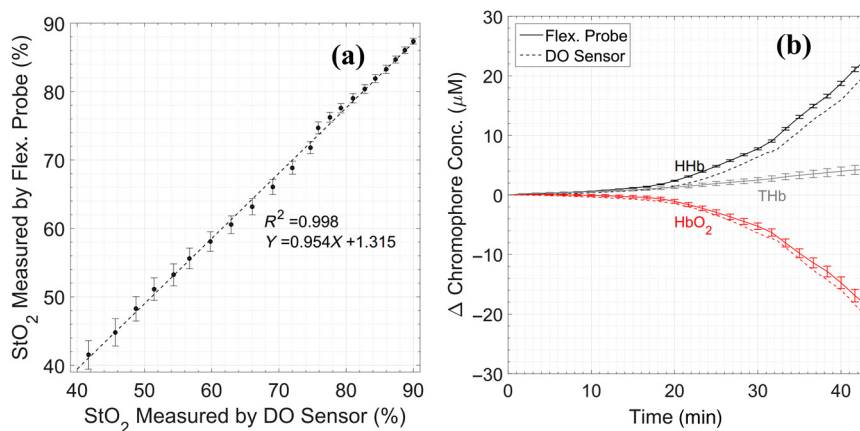 (a)
StO2 Measured by Flex. Probe (%)
90
80
70
60
50
40
R² = 0.998
Y = 0.954X +1.315
40 50 60 70 80 90
StO2 Measured by DO Sensor (%)
(b)
Flex. Probe
DO Sensor
Δ Chromophore Conc. (μM)
30
20
10
0
−10
−20
−30
HHb
THb
HbO2
0 10 20 30 40
Time (min)